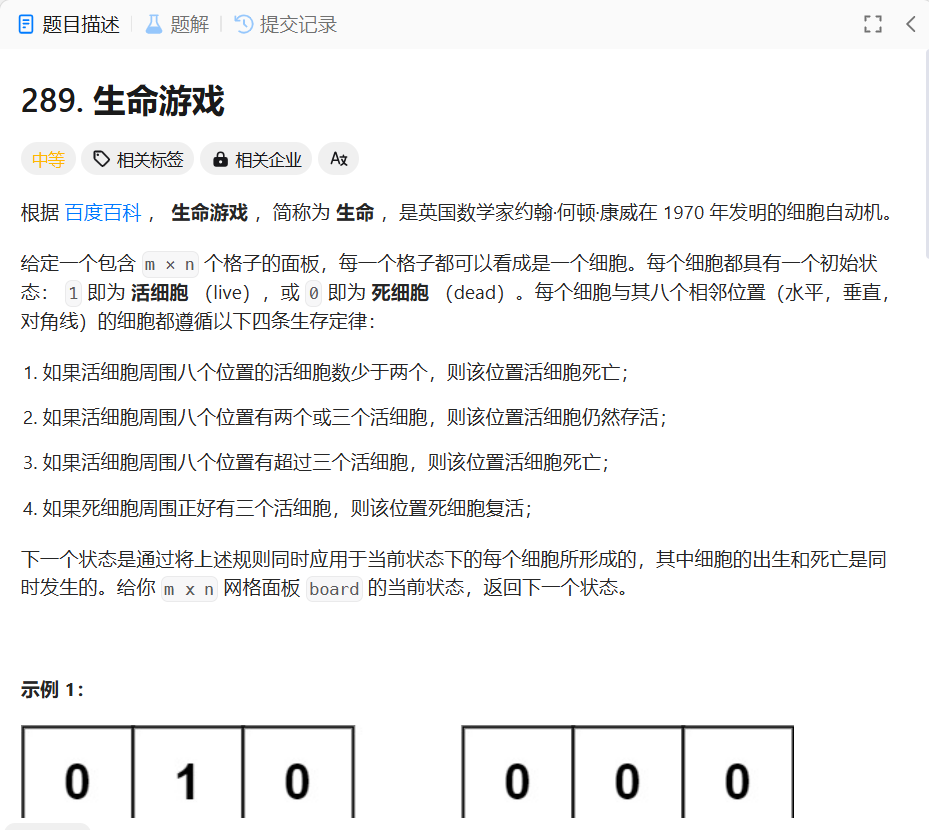 题目描述 题解 提交记录
289. 生命游戏
中等 相关标签 相关企业 Aあ
根据 百度百科 ， 生命游戏 ，简称为 生命 ，是英国数学家约翰·何顿·康威在 1970 年发明的细胞自动机。
给定一个包含 m × n 个格子的面板，每一个格子都可以看成是一个细胞。每个细胞都具有一个初始状
态： 1 即为 活细胞 （live），或 0 即为 死细胞 （dead）。每个细胞与其八个相邻位置（水平，垂直，
对角线）的细胞都遵循以下四条生存定律：
1. 如果活细胞周围八个位置的活细胞数少于两个，则该位置活细胞死亡；
2. 如果活细胞周围八个位置有两个或三个活细胞，则该位置活细胞仍然存活；
3. 如果活细胞周围八个位置有超过三个活细胞，则该位置活细胞死亡；
4. 如果死细胞周围正好有三个活细胞，则该位置死细胞复活；
下一个状态是通过将上述规则同时应用于当前状态下的每个细胞所形成的，其中细胞的出生和死亡是同
时发生的。给你 m x n 网格面板 board 的当前状态，返回下一个状态。
示例 1：
0 1 0 0 0 0